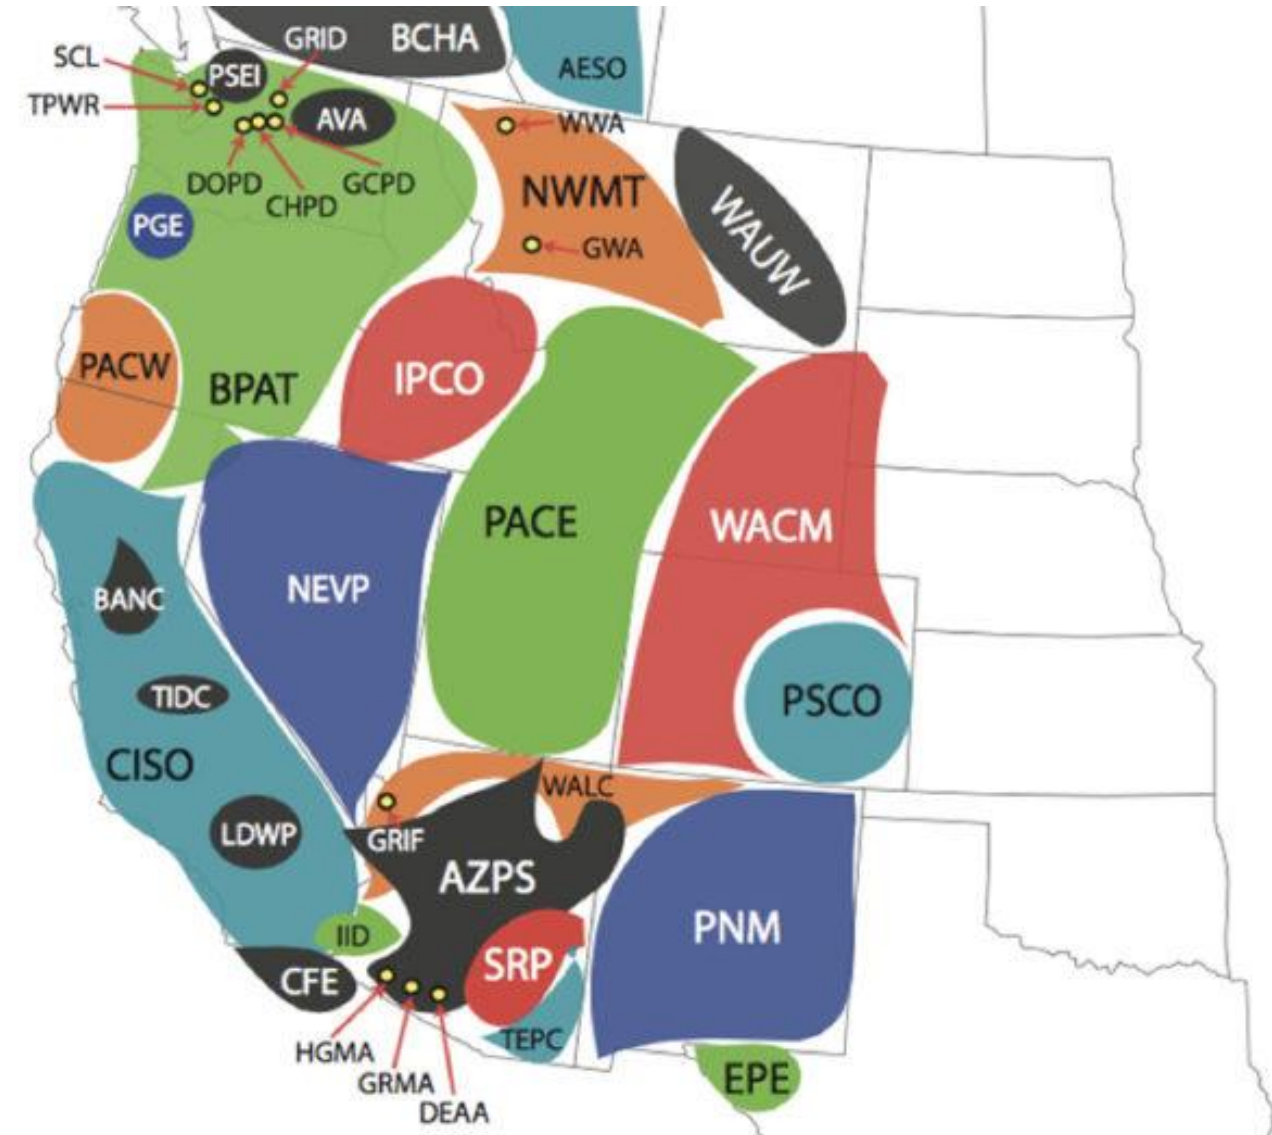 GRID
BCHA
SCL
PSEI
AESO
TPWR
AVA
WWA
DOPD
GCPD
CHPD
NWMT
PGE
WAUW
GWA
PACW
BPAT
IPCO
PACE
WACM
NEVP
BANC
TIDC
PSCO
CISO
WALC
LDWP
GRIF
AZPS
PNM
IID
SRP
CFE
TEPC
HGMA
GRMA
EPE
DEAA